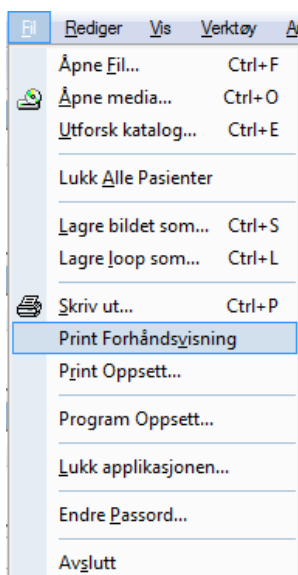 Fil Rediger Vis Verktøy
Åpne Fil... Ctrl+F
Åpne media... Ctrl+O
Utforsk katalog... Ctrl+E
Lukk Alle Pasienter
Lagre bildet som... Ctrl+S
Lagre loop som... Ctrl+L
Skriv ut... Ctrl+P
Print Forhåndsvisning
Print Oppsett...
Program Oppsett...
Lukk applikasjonen...
Endre Passord...
Avslutt